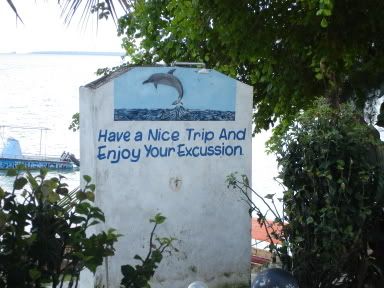 Have a Nice Trip And
Enjoy Your Excussion